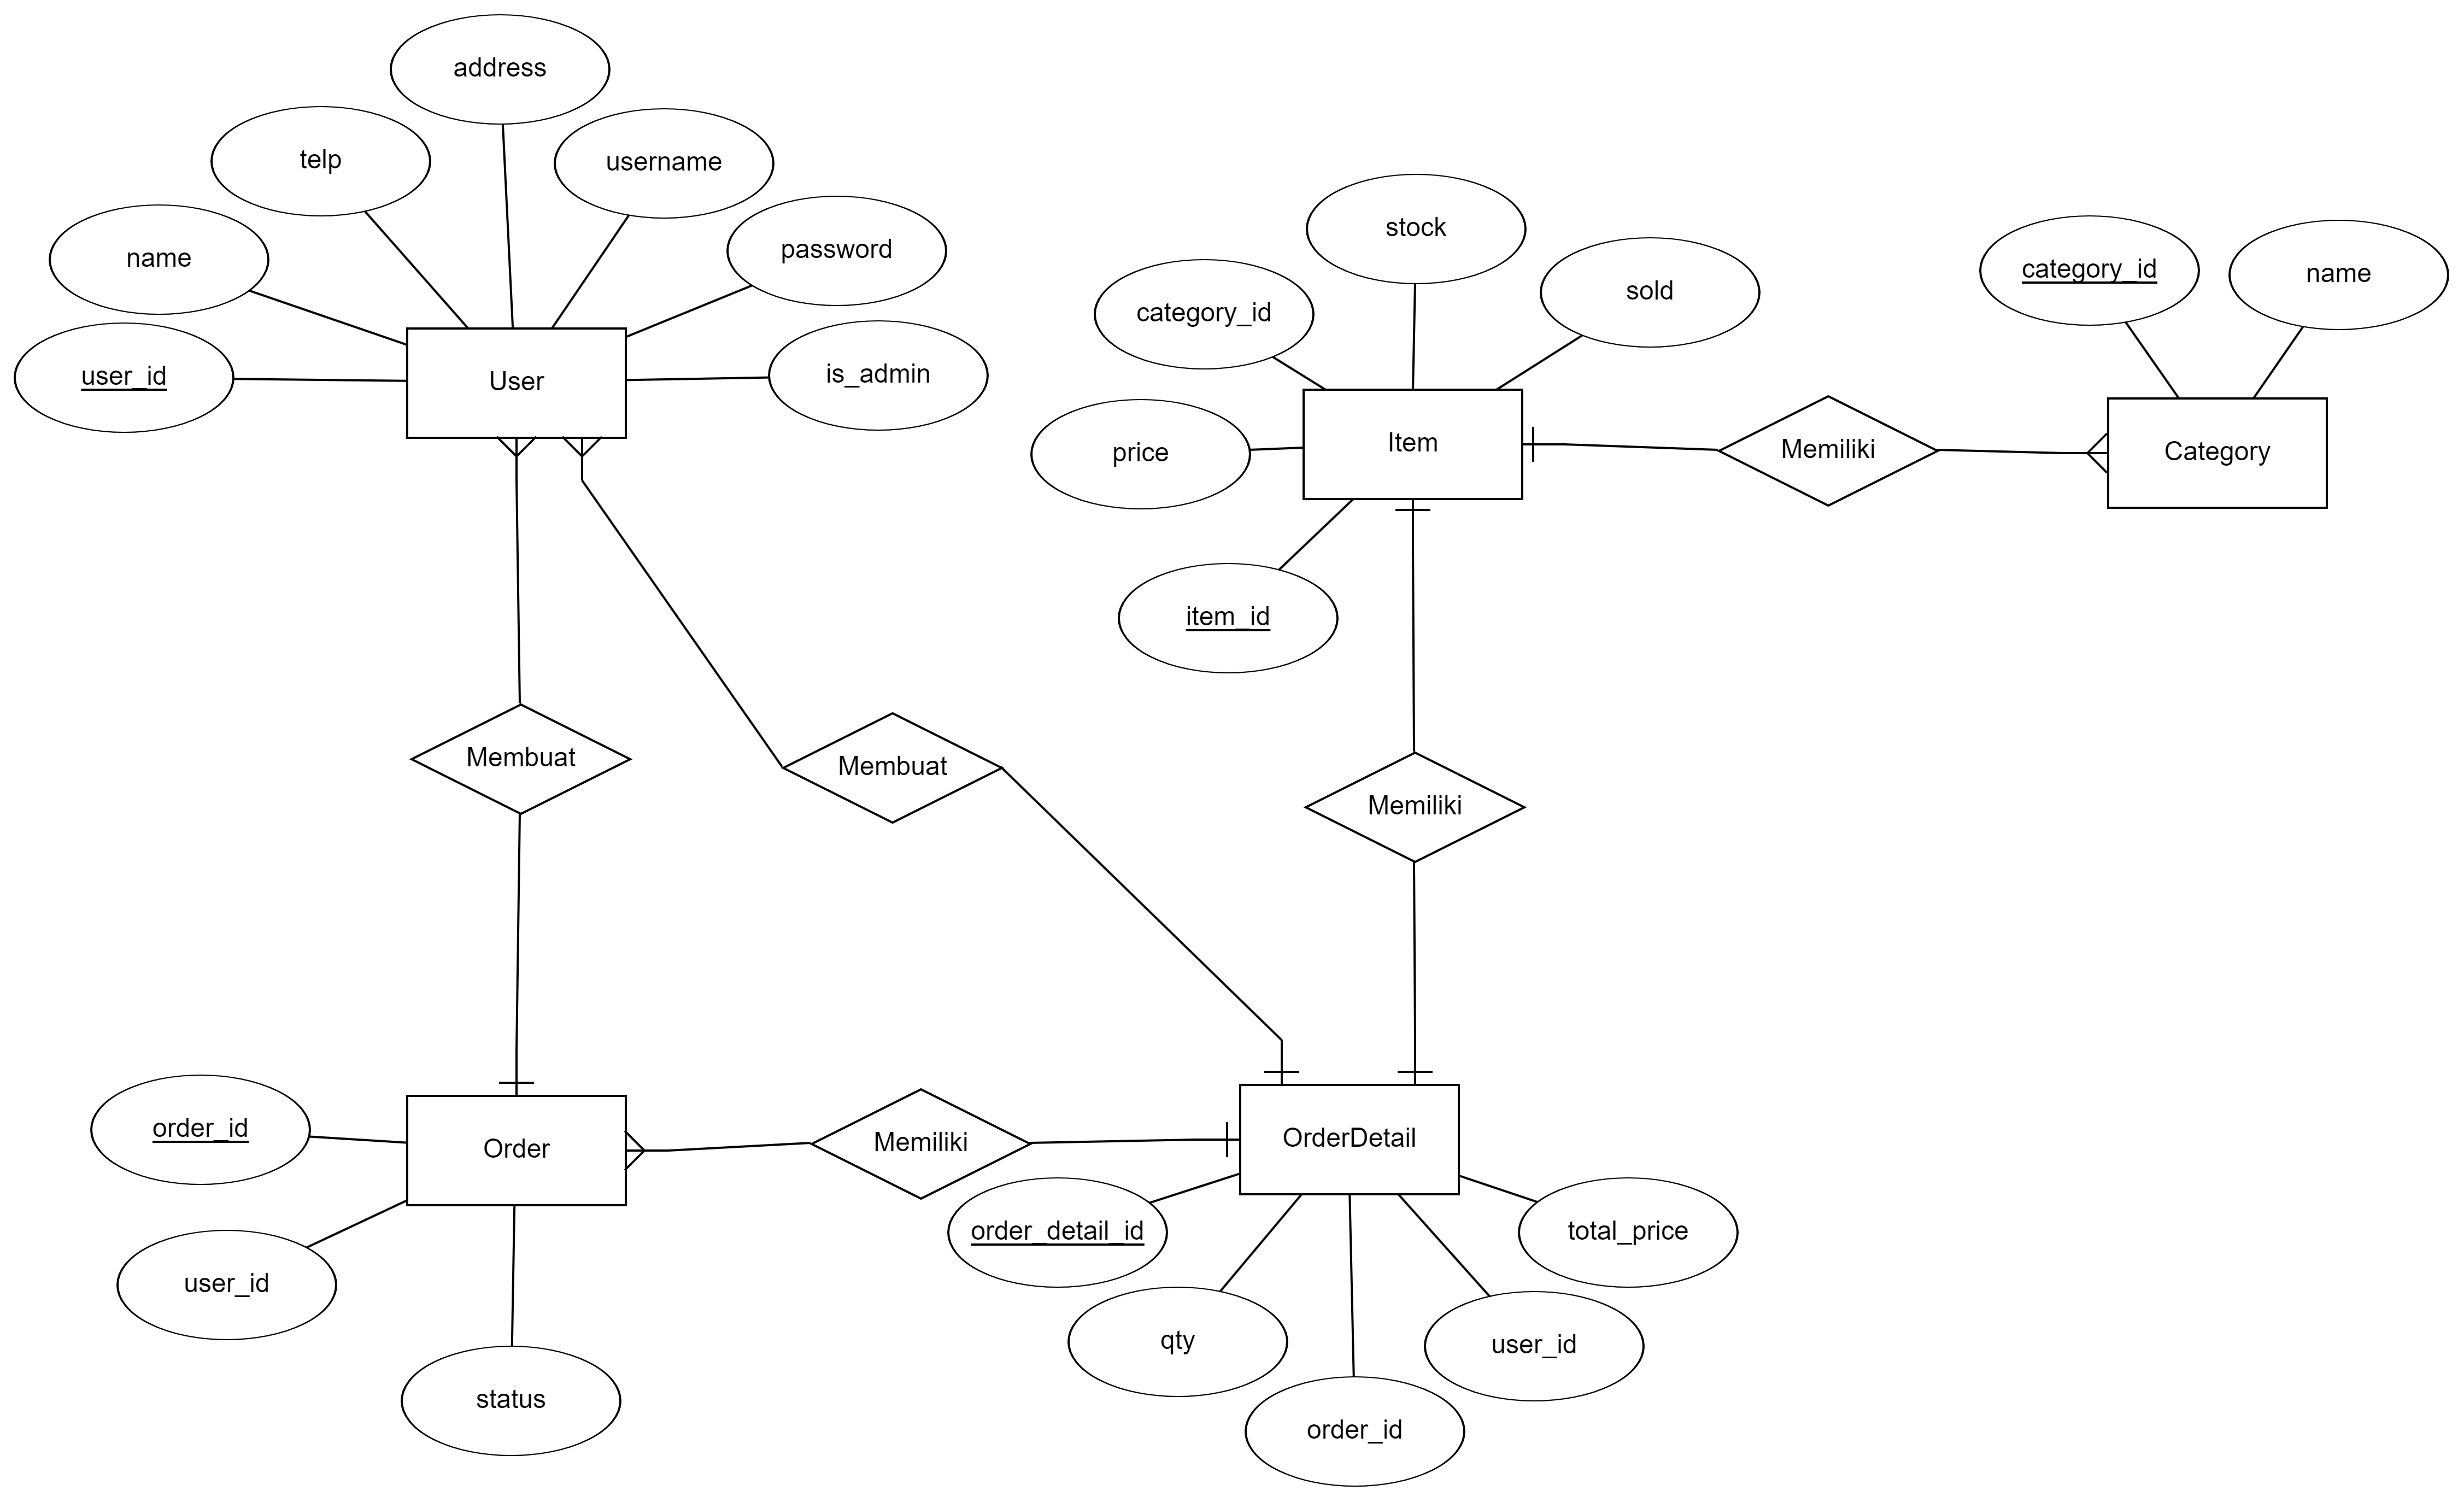 address
telp
username
name
password
user_id
User
is_admin
stock
category_id
sold
price
Item
item_id
Memiliki
category_id
name
Category
Membuat
Membuat
Memiliki
order_id
Order
user_id
status
Memiliki
OrderDetail
order_detail_id
total_price
qty
user_id
order_id